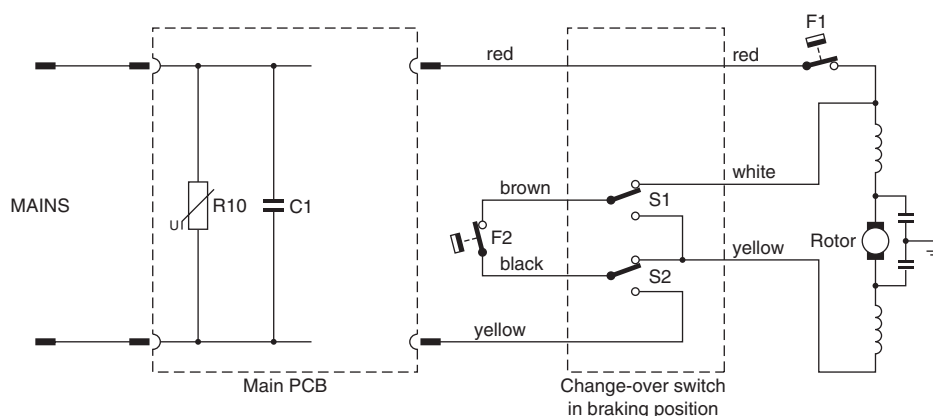 F1
red
red
white
brown
S1
MAINS
R10
C1
U
F2
Rotor
black
S2
yellow
yellow
Main PCB
Change-over switch
in braking position